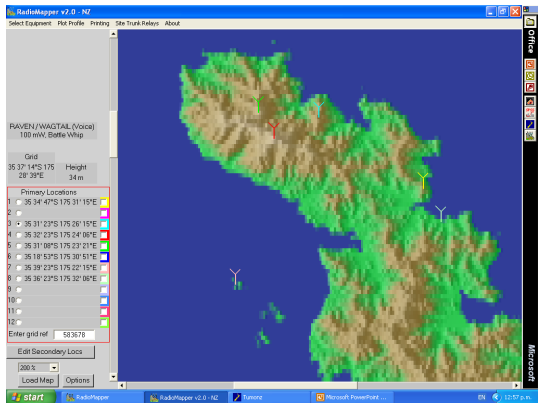 RadioMapper v2.0 - NZ
Select Equipment Plot Profile Printing Site Trunk Relays About
Office
RAVEN / WAGTAIL (Voice)
100 mW, Battle Whip
Grid
35 37' 14"S 175 28' 39"E
Height
34 m
Primary Locations
1 35 34' 47"S 175 31' 15"E
2
3 35 31' 23"S 175 26' 15"E
4 35 32' 23"S 175 24' 06"E
5 35 31' 08"S 175 23' 21"E
6 35 18' 53"S 175 30' 51"E
7 35 39' 23"S 175 22' 15"E
8 35 36' 23"S 175 32' 06"E
9
10
11
12
Enter grid ref 583678
Edit Secondary Locs
200 %
Load Map Options
Microsoft
start RadioMapper RadioMapper v2.0 - NZ Tumonz Microsoft PowerPoint ... EN 12:57 p.m.